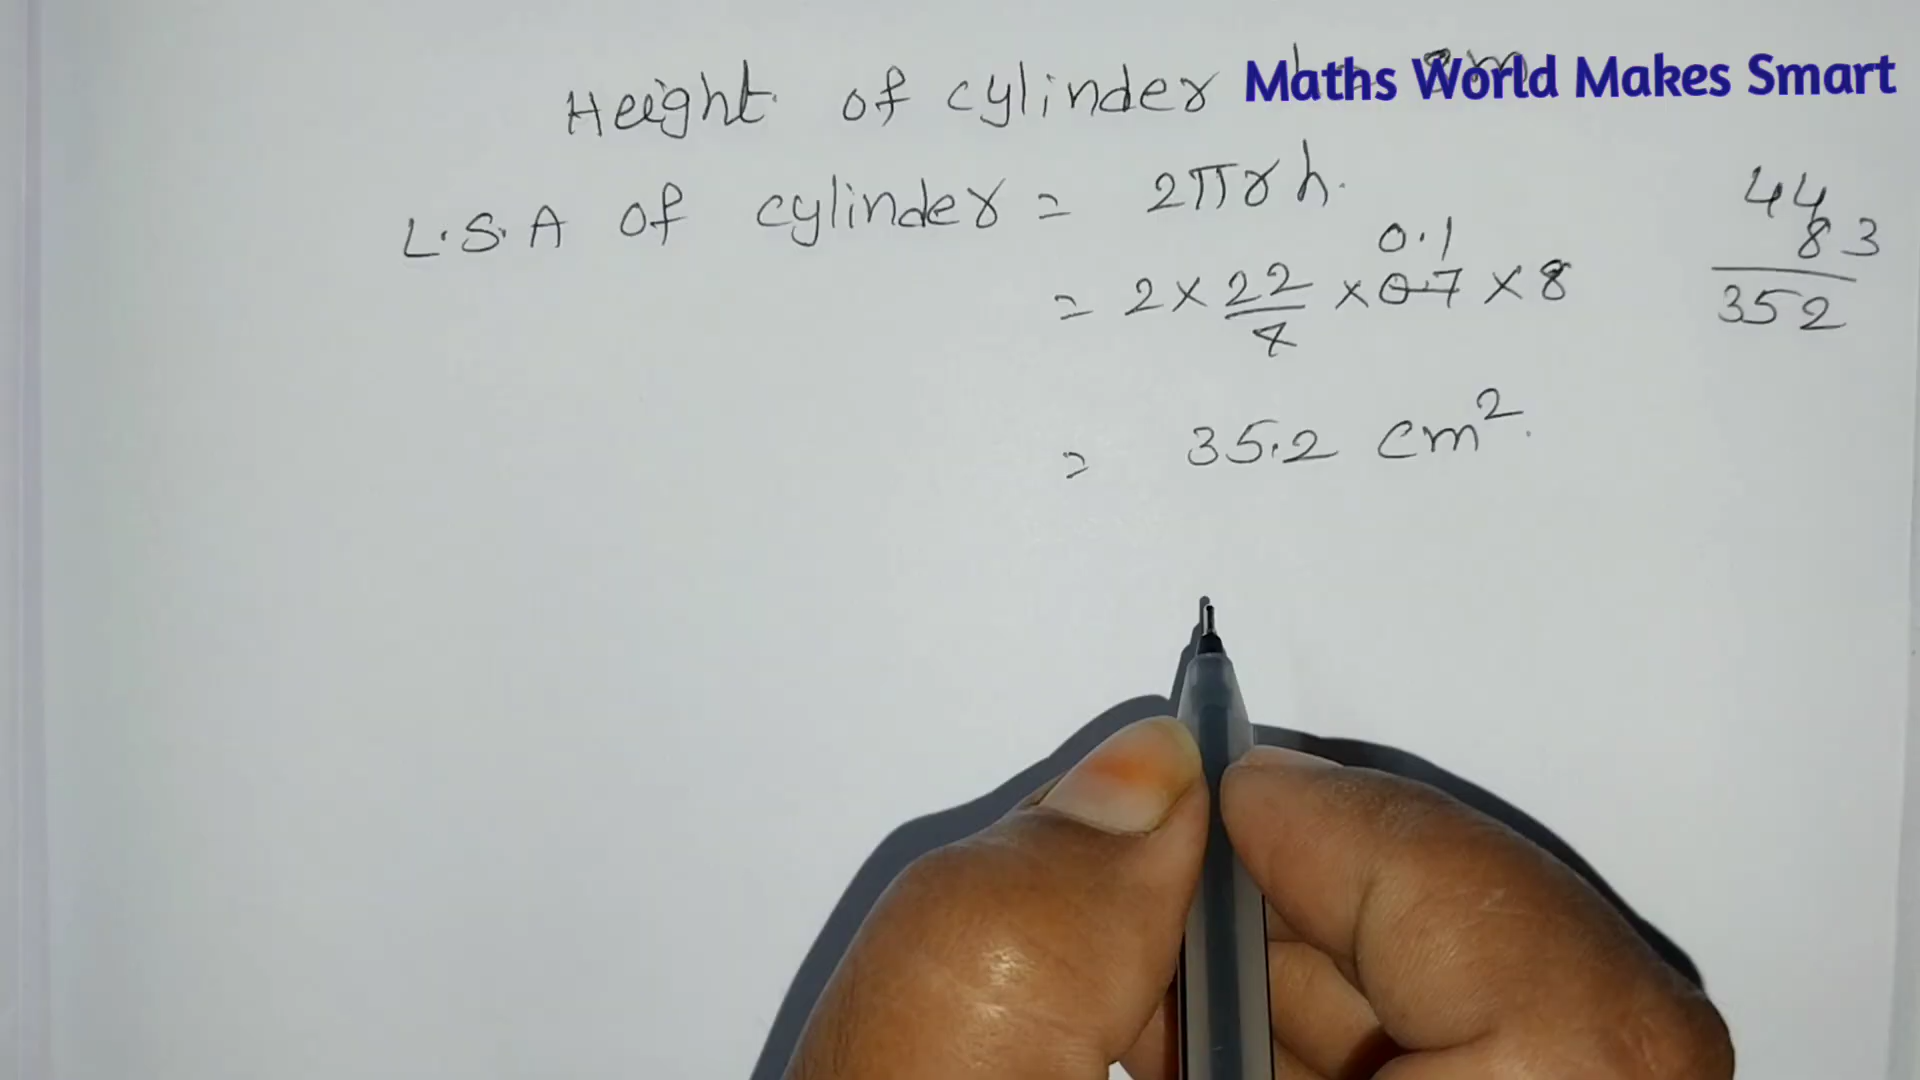 Height of cylinder
Maths World Makes Smart
L.S.A of cylinder = 2πrh.
0.1
= 2 × 22/7 × 0.7 × 8
= 35.2 cm².
44
8 3
352